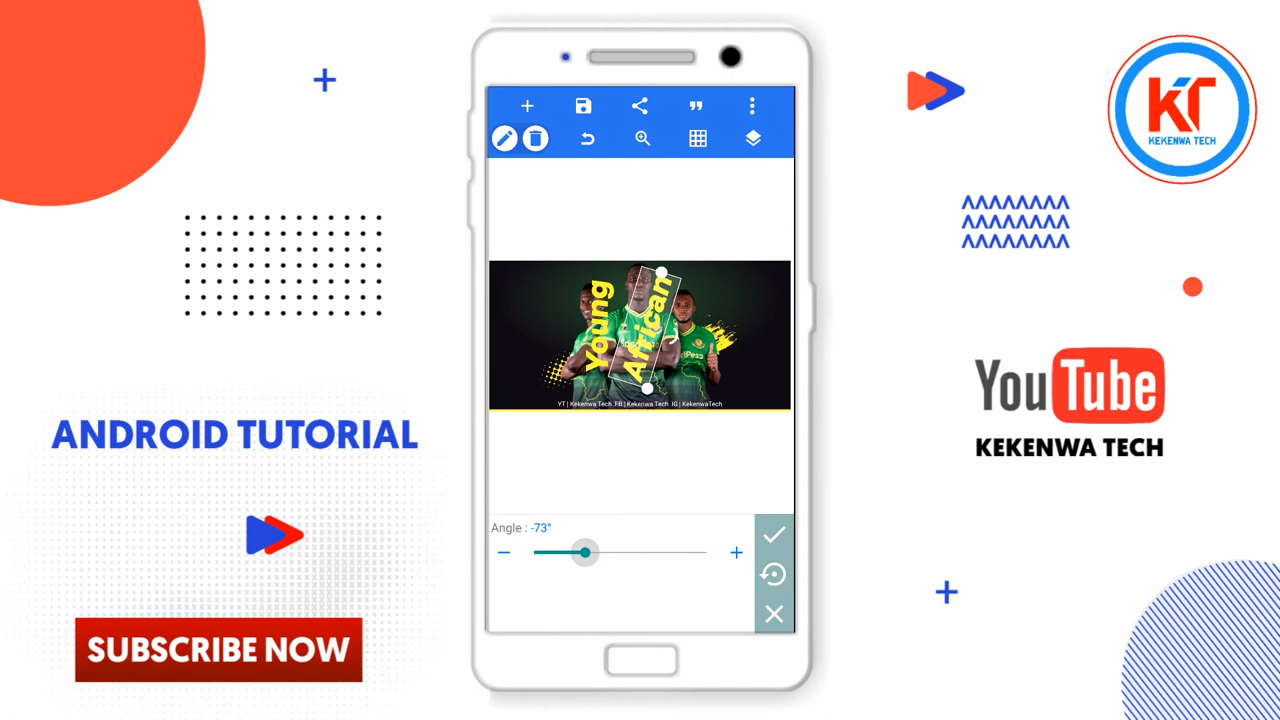 KT
KEKENWA TECH
Young
African
YT | Kekenwa Tech FB | Kekenwa Tech IG | KekenwaTech
YouTube
KEKENWA TECH
ANDROID TUTORIAL
Angle : -73°
SUBSCRIBE NOW